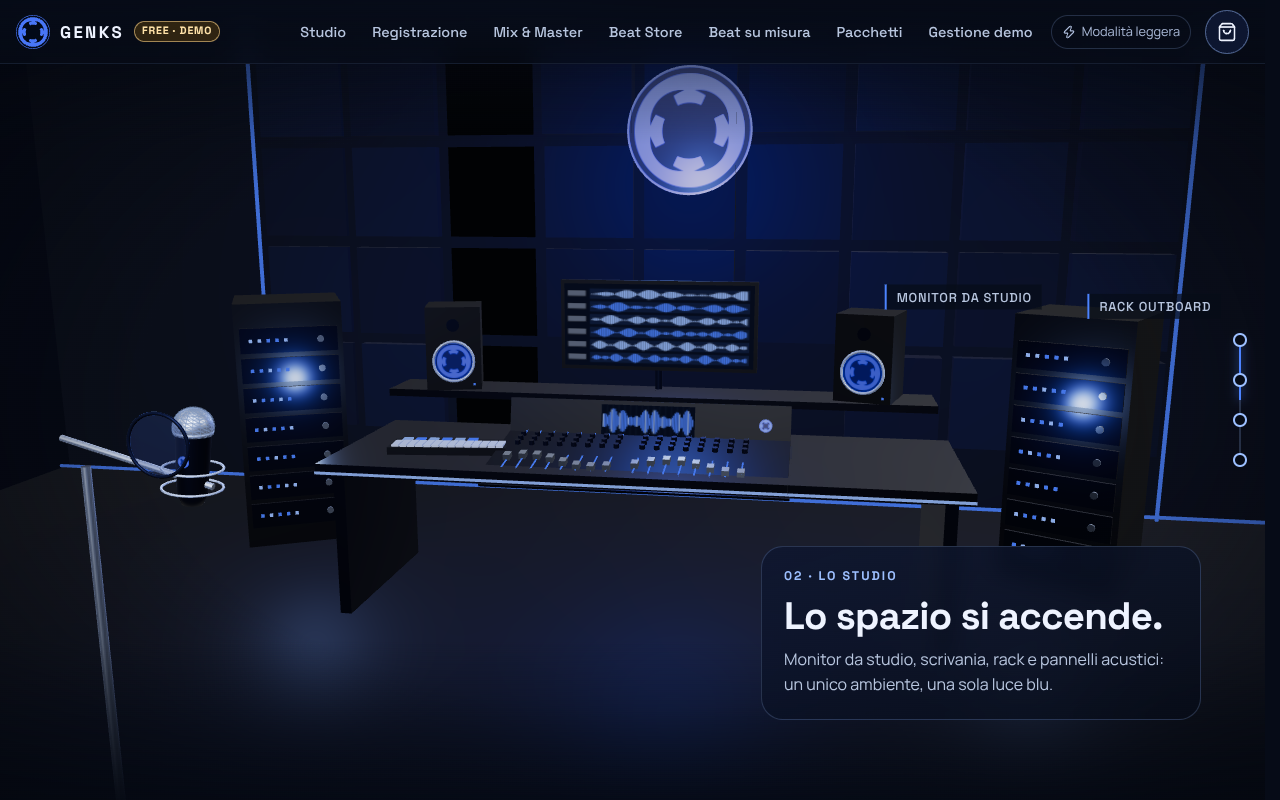 GENKS
FREE · DEMO
Studio
Registrazione
Mix & Master
Beat Store
Beat su misura
Pacchetti
Gestione demo
Modalità leggera
MONITOR DA STUDIO
RACK OUTBOARD
02 · LO STUDIO
Lo spazio si accende.
Monitor da studio, scrivania, rack e pannelli acustici:
un unico ambiente, una sola luce blu.